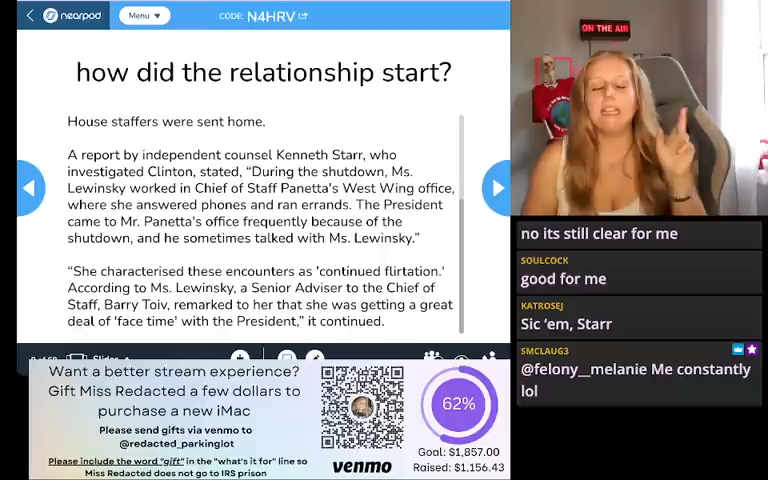 nearpod
Menu
CODE: N4HRV
how did the relationship start?
House staffers were sent home.
A report by independent counsel Kenneth Starr, who
investigated Clinton, stated, “During the shutdown, Ms.
Lewinsky worked in Chief of Staff Panetta's West Wing office,
where she answered phones and ran errands. The President
came to Mr. Panetta's office frequently because of the
shutdown, and he sometimes talked with Ms. Lewinsky.”
“She characterised these encounters as 'continued flirtation.'
According to Ms. Lewinsky, a Senior Adviser to the Chief of
Staff, Barry Toiv, remarked to her that she was getting a great
deal of 'face time' with the President,” it continued.
Slides
Want a better stream experience?
Gift Miss Redacted a few dollars to
purchase a new iMac
Please send gifts via venmo to
@redacted_parkinglot
Please include the word "gift" in the "what's it for" line so
Miss Redacted does not go to IRS prison
venmo
62%
Goal: $1,857.00
Raised: $1,156.43
ON THE AIR
no its still clear for me
SOULCOCK
good for me
KATROSEJ
Sic ‘em, Starr
SMCLAUG3
@felony__melanie Me constantly
lol